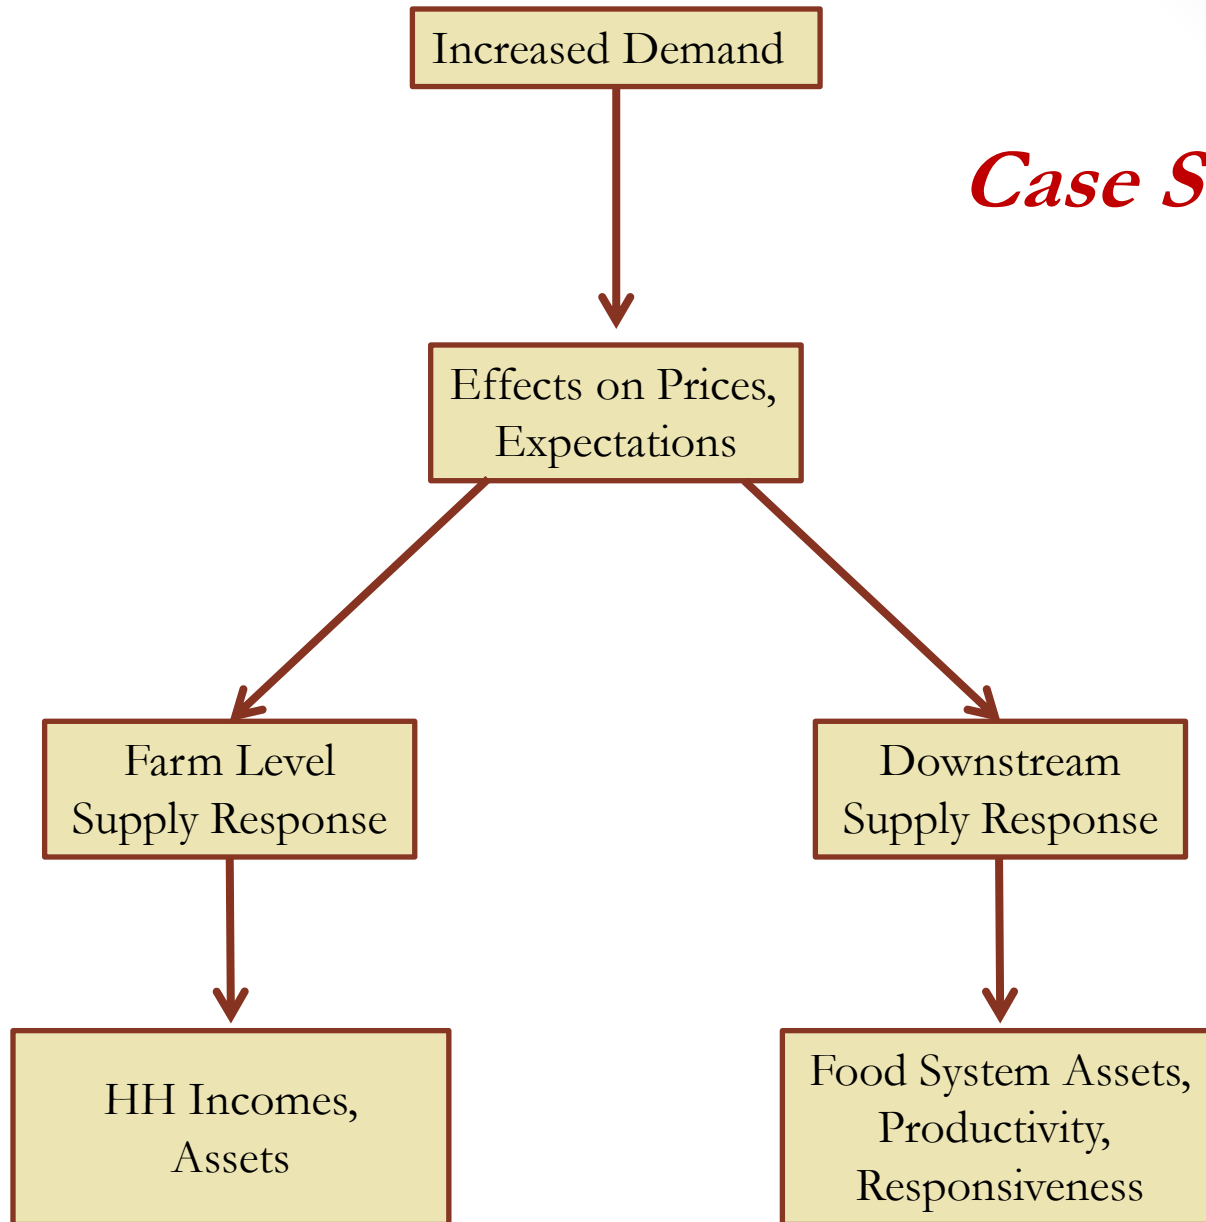 Increased Demand
Case S
Effects on Prices,
Expectations
Farm Level
Supply Response
Downstream
Supply Response
HH Incomes,
Assets
Food System Assets,
Productivity,
Responsiveness